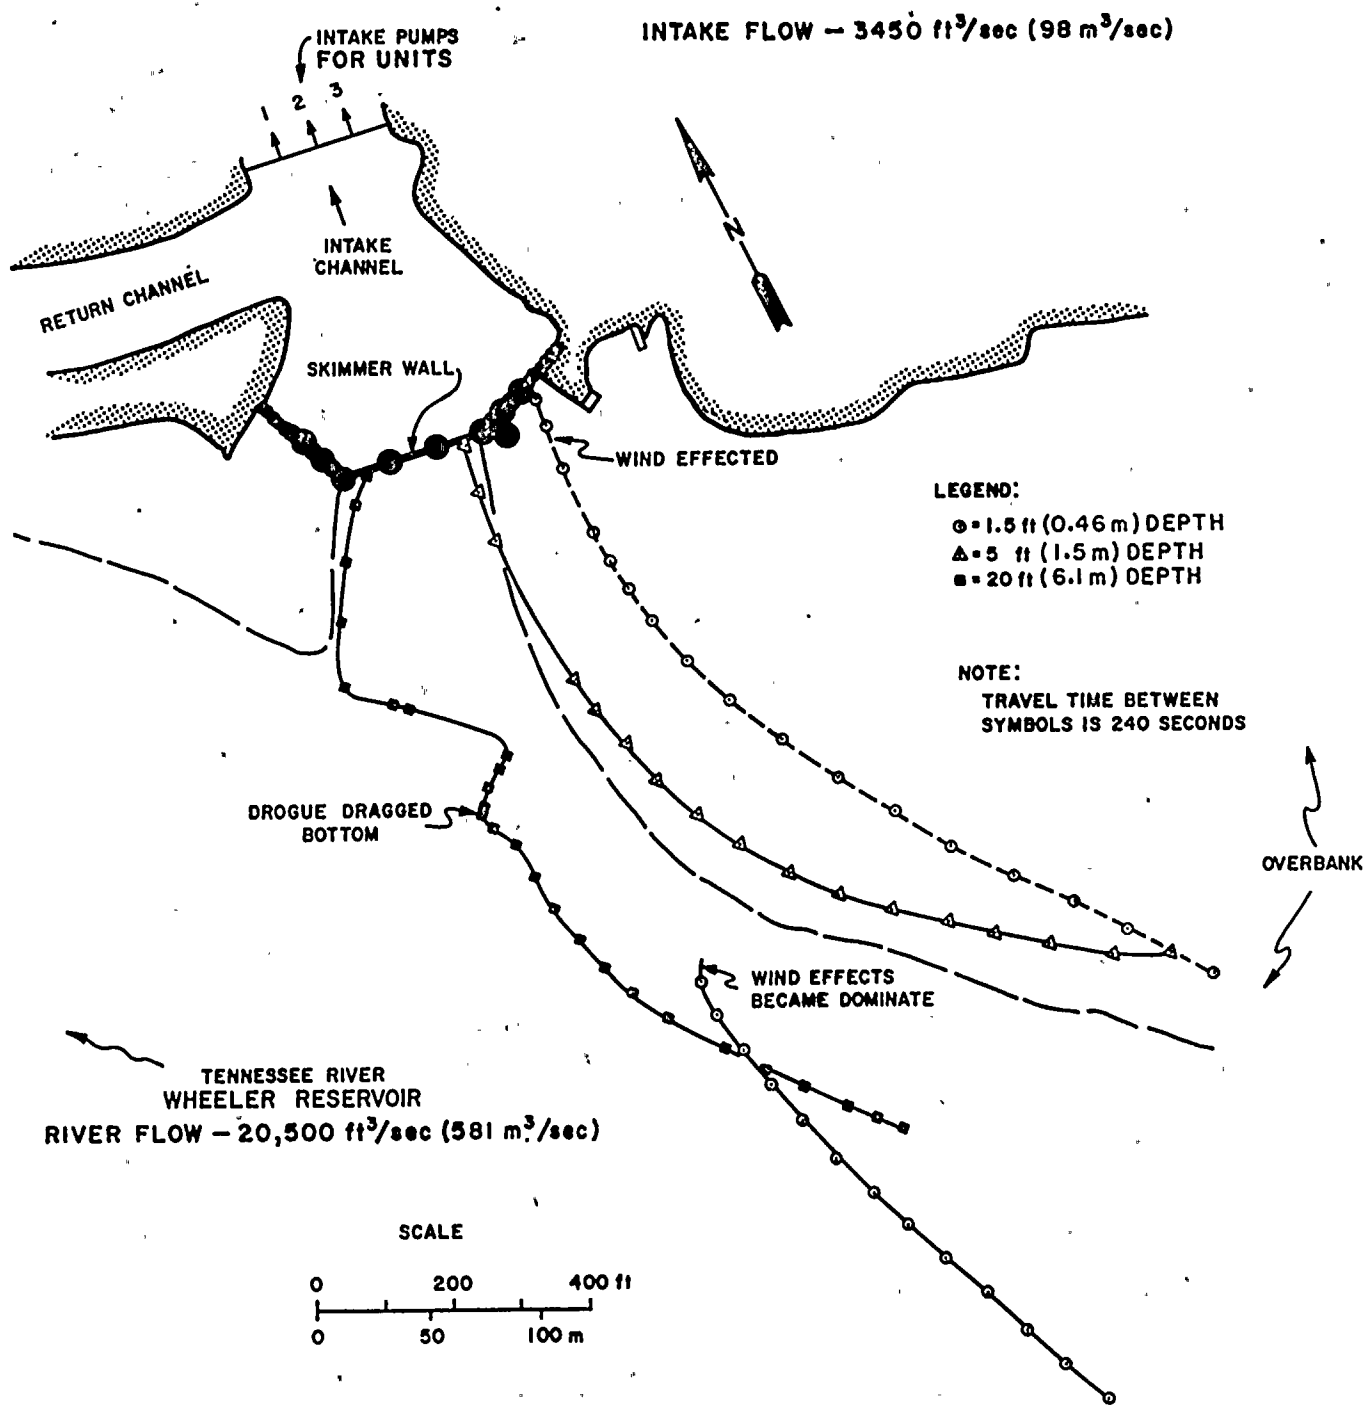 INTAKE FLOW — 3450 ft³/sec (98 m³/sec)
INTAKE PUMPS
FOR UNITS
1 2 3
N
INTAKE
CHANNEL
RETURN CHANNEL
SKIMMER WALL
WIND EFFECTED
LEGEND:
⊙ = 1.5 ft (0.46 m) DEPTH
△ = 5 ft (1.5 m) DEPTH
■ = 20 ft (6.1 m) DEPTH
NOTE:
TRAVEL TIME BETWEEN
SYMBOLS IS 240 SECONDS
DROGUE DRAGGED
BOTTOM
OVERBANK
WIND EFFECTS
BECAME DOMINATE
TENNESSEE RIVER
WHEELER RESERVOIR
RIVER FLOW — 20,500 ft³/sec (581 m³/sec)
SCALE
0 200 400 ft
0 50 100 m